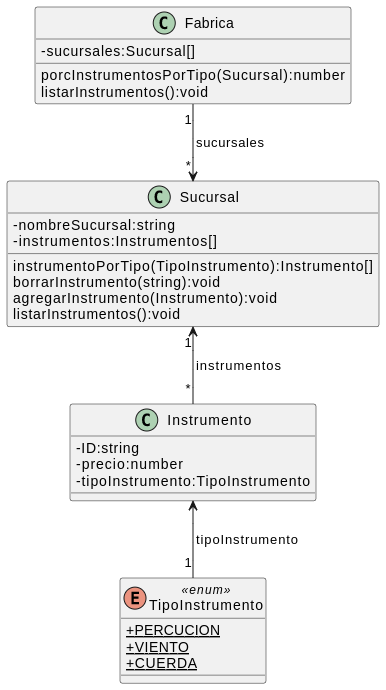 C Fabrica
-sucursales:Sucursal[]
porcInstrumentosPorTipo(Sucursal):number
listarInstrumentos():void
1
sucursales
*
C Sucursal
-nombreSucursal:string
-instrumentos:Instrumentos[]
instrumentoPorTipo(TipoInstrumento):Instrumento[]
borrarInstrumento(string):void
agregarInstrumento(Instrumento):void
listarInstrumentos():void
1
instrumentos
*
C Instrumento
-ID:string
-precio:number
-tipoInstrumento:TipoInstrumento
tipoInstrumento
1
«enum»
E TipoInstrumento
+PERCUCION
+VIENTO
+CUERDA